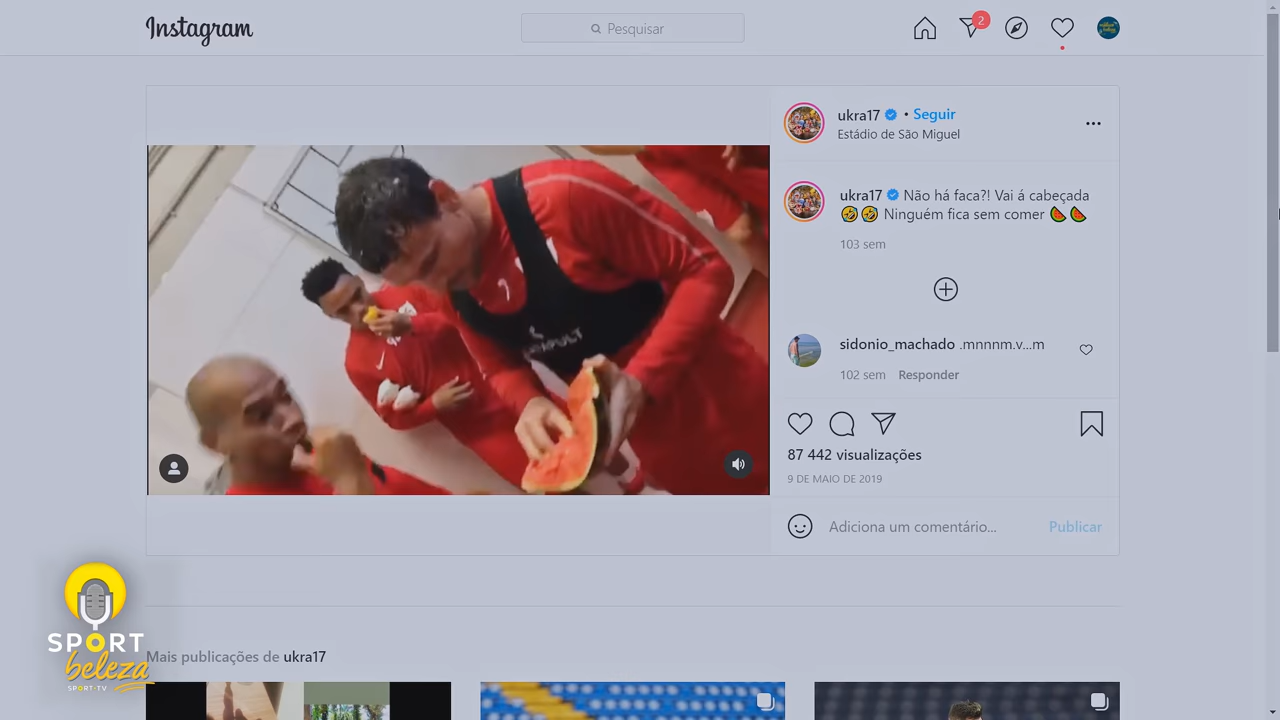 Instagram
Pesquisar
2
ukra17 • Seguir
Estádio de São Miguel
ukra17 Não há faca?! Vai á cabeçada
🤣🤣 Ninguém fica sem comer 🍉🍉
103 sem
sidonio_machado .mnnnm.v...m
102 sem Responder
87 442 visualizações
9 DE MAIO DE 2019
Adiciona um comentário... Publicar
SPORT
beleza
SPORT•TV
Mais publicações de ukra17